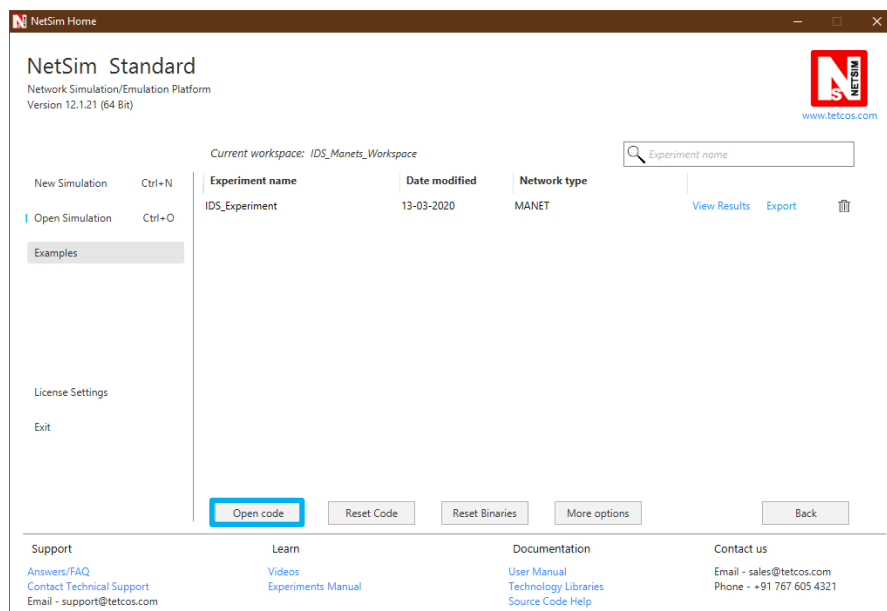 NetSim Home
NetSim Standard
Network Simulation/Emulation Platform
Version 12.1.21 (64 Bit)
N
S
NETSIM
www.tetcos.com
Current workspace: IDS_Manets_Workspace
Experiment name
New Simulation Ctrl+N
Experiment name Date modified Network type
IDS_Experiment 13-03-2020 MANET View Results Export
Open Simulation Ctrl+O
Examples
License Settings
Exit
Open code Reset Code Reset Binaries More options Back
Support Learn Documentation Contact us
Answers/FAQ Videos User Manual Email - sales@tetcos.com
Contact Technical Support Experiments Manual Technology Libraries Phone - +91 767 605 4321
Email - support@tetcos.com Source Code Help